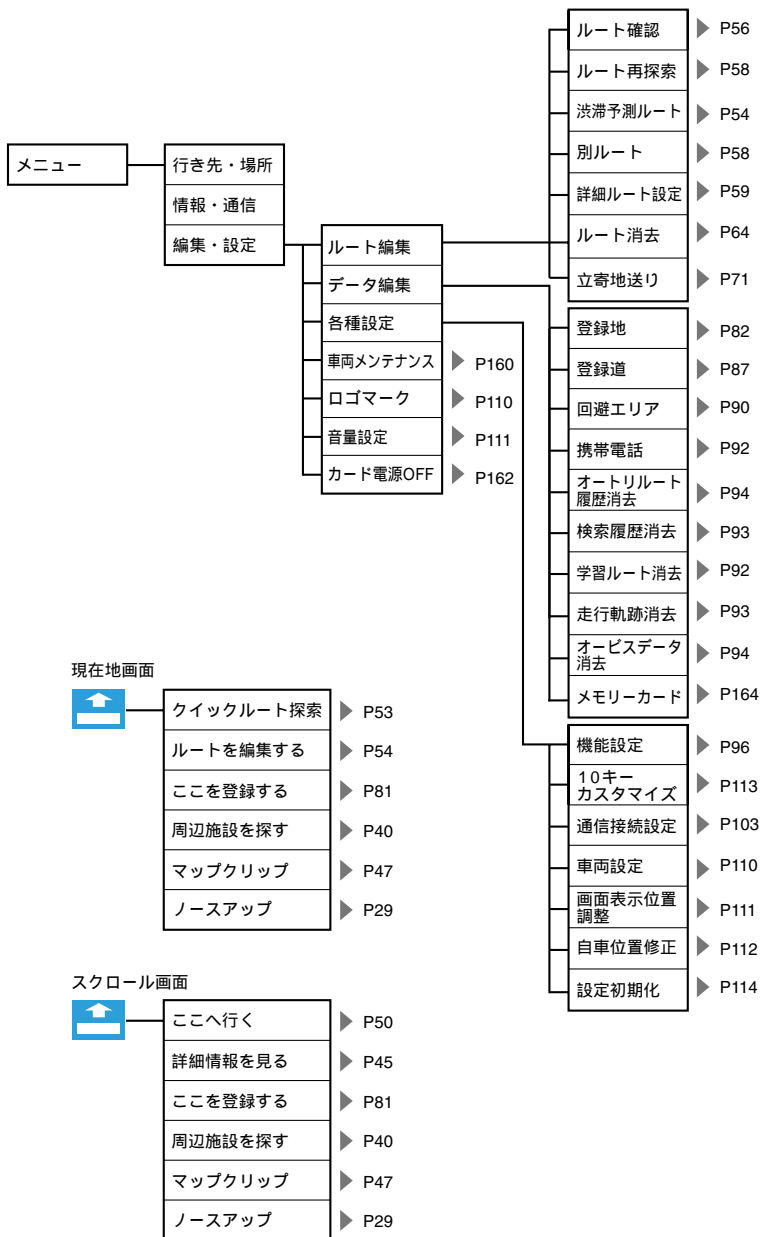 メニュー
行き先・場所
情報・通信
編集・設定
ルート編集
データ編集
各種設定
車両メンテナンス P160
ロゴマーク P110
音量設定 P111
カード電源OFF P162
ルート確認 P56
ルート再探索 P58
渋滞予測ルート P54
別ルート P58
詳細ルート設定 P59
ルート消去 P64
立寄地送り P71
登録地 P82
登録道 P87
回避エリア P90
携帯電話 P92
オートリルート
履歴消去 P94
検索履歴消去 P93
学習ルート消去 P92
走行軌跡消去 P93
オービスデータ
消去 P94
メモリーカード P164
機能設定 P96
10キー
カスタマイズ P113
通信接続設定 P103
車両設定 P110
画面表示位置
調整 P111
自車位置修正 P112
設定初期化 P114
現在地画面
クイックルート探索 P53
ルートを編集する P54
ここを登録する P81
周辺施設を探す P40
マップクリップ P47
ノースアップ P29
スクロール画面
ここへ行く P50
詳細情報を見る P45
ここを登録する P81
周辺施設を探す P40
マップクリップ P47
ノースアップ P29